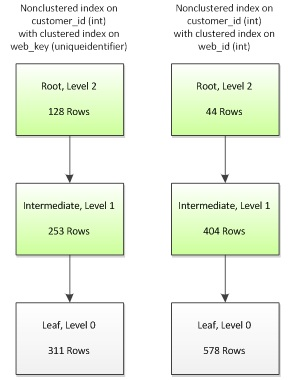 Nonclustered index on
customer_id (int)
with clustered index on
web_key (uniqueidentifier)
Root, Level 2
128 Rows
Intermediate, Level 1
253 Rows
Leaf, Level 0
311 Rows
Nonclustered index on
customer_id (int)
with clustered index on
web_id (int)
Root, Level 2
44 Rows
Intermediate, Level 1
404 Rows
Leaf, Level 0
578 Rows